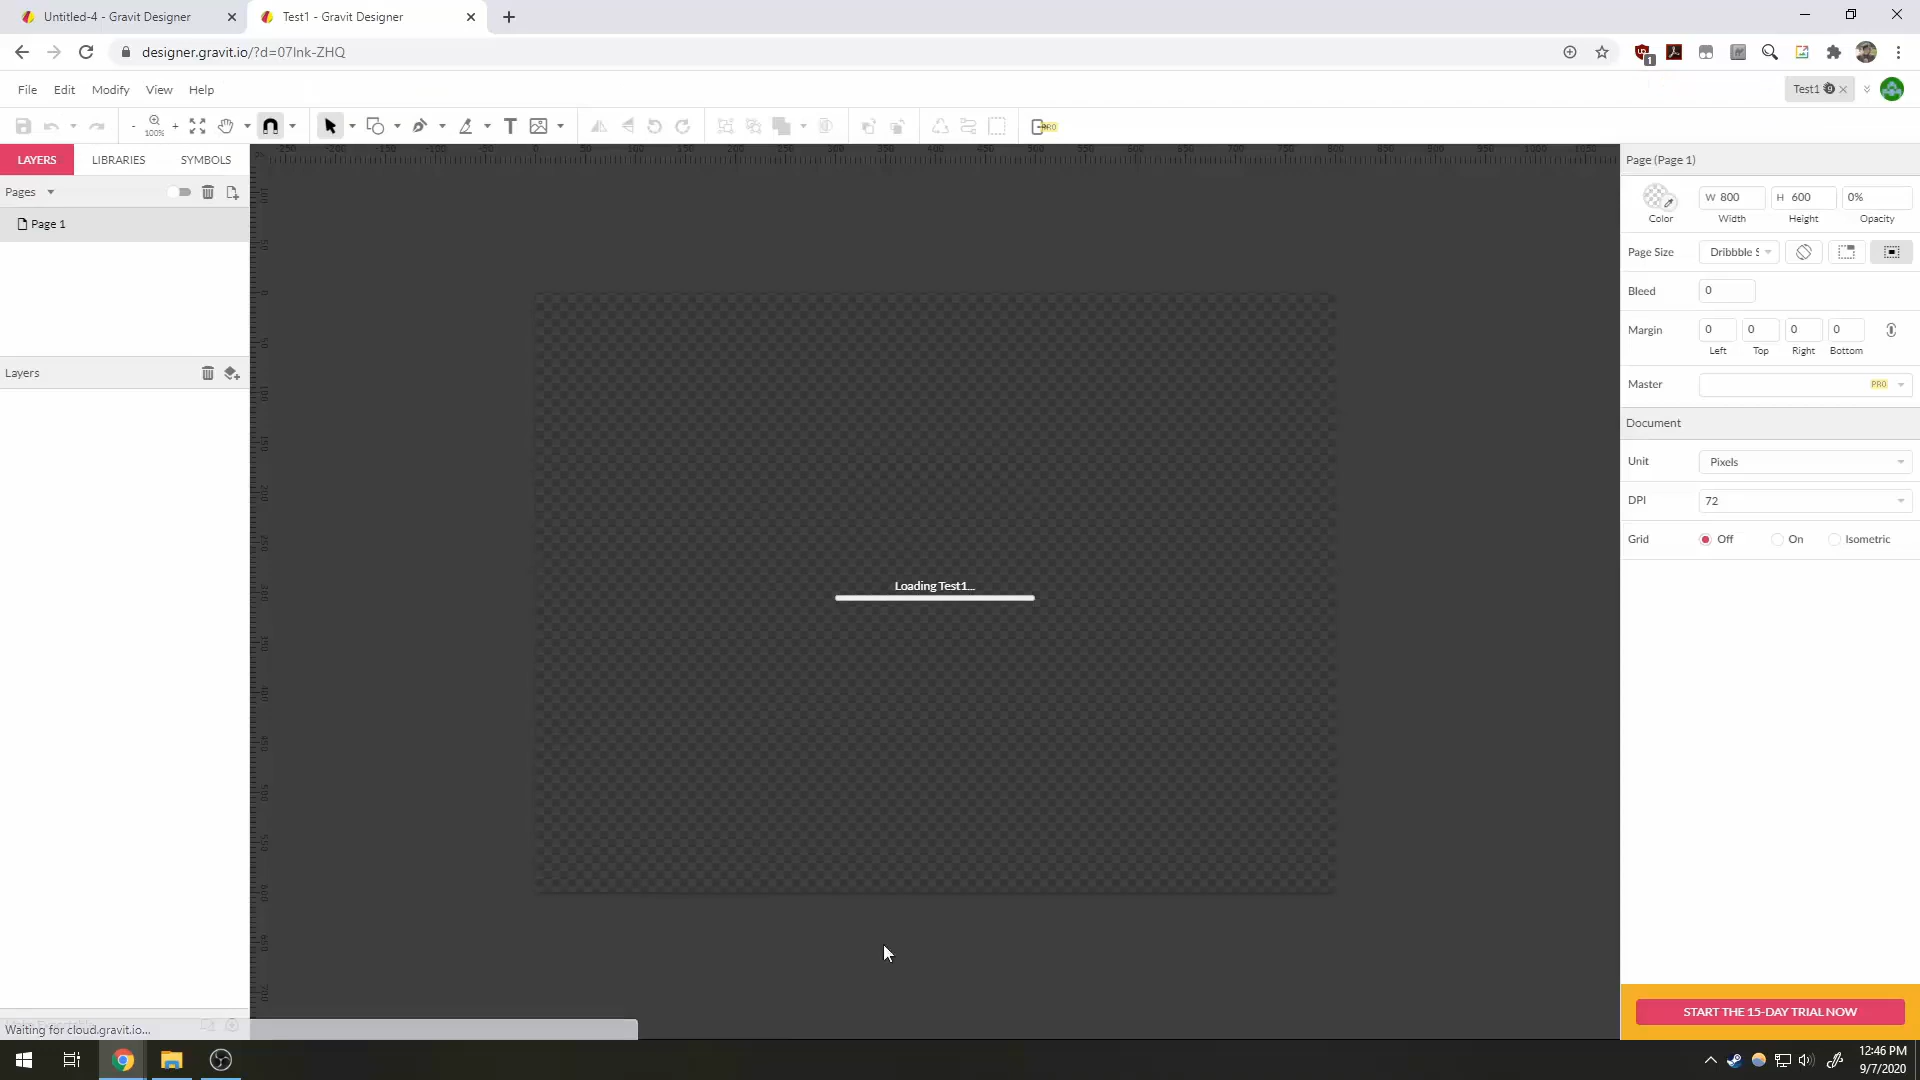 Untitled-4 - Gravit Designer
Test1 - Gravit Designer
designer.gravit.io/?d=07lnk-ZHQ
1
File Edit Modify View Help
Test1
100%
PRO
LAYERS LIBRARIES SYMBOLS
Page (Page 1)
Pages
W 800 H 600 0%
Color Width Height Opacity
Page 1
Page Size Dribbble S
Bleed 0
Margin 0 0 0 0
Left Top Right Bottom
Layers
Master PRO
Document
Unit Pixels
DPI 72
Grid Off On Isometric
Loading Test1...
START THE 15-DAY TRIAL NOW
Waiting for cloud.gravit.io...
12:46 PM
9/7/2020